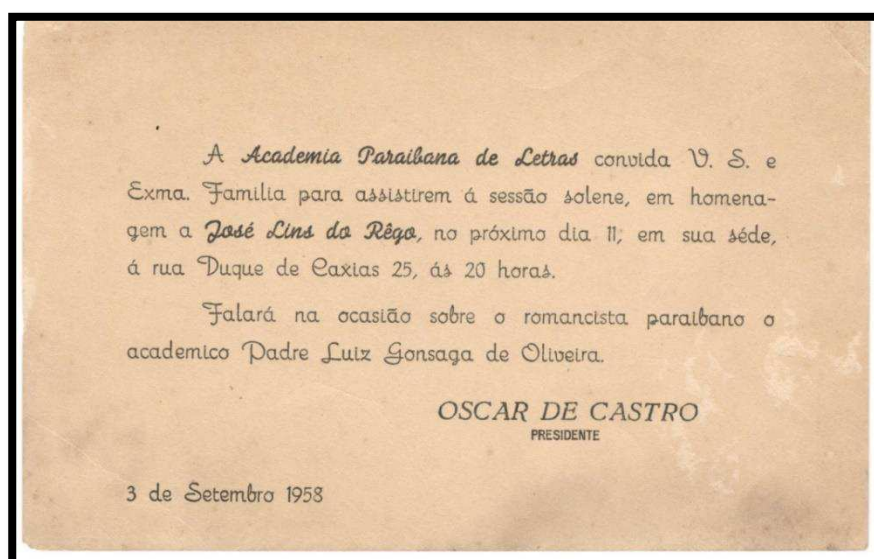 A Academia Paraibana de Letras convida V. S. e
Exma. Familia para assistirem á sessão solene, em homena-
gem a José Lins do Rêgo, no próximo dia 11, em sua séde,
á rua Duque de Caxias 25, ás 20 horas.
Falará na ocasião sobre o romancista paraibano o
academico Padre Luiz Gonsaga de Oliveira.
OSCAR DE CASTRO
PRESIDENTE
3 de Setembro 1958